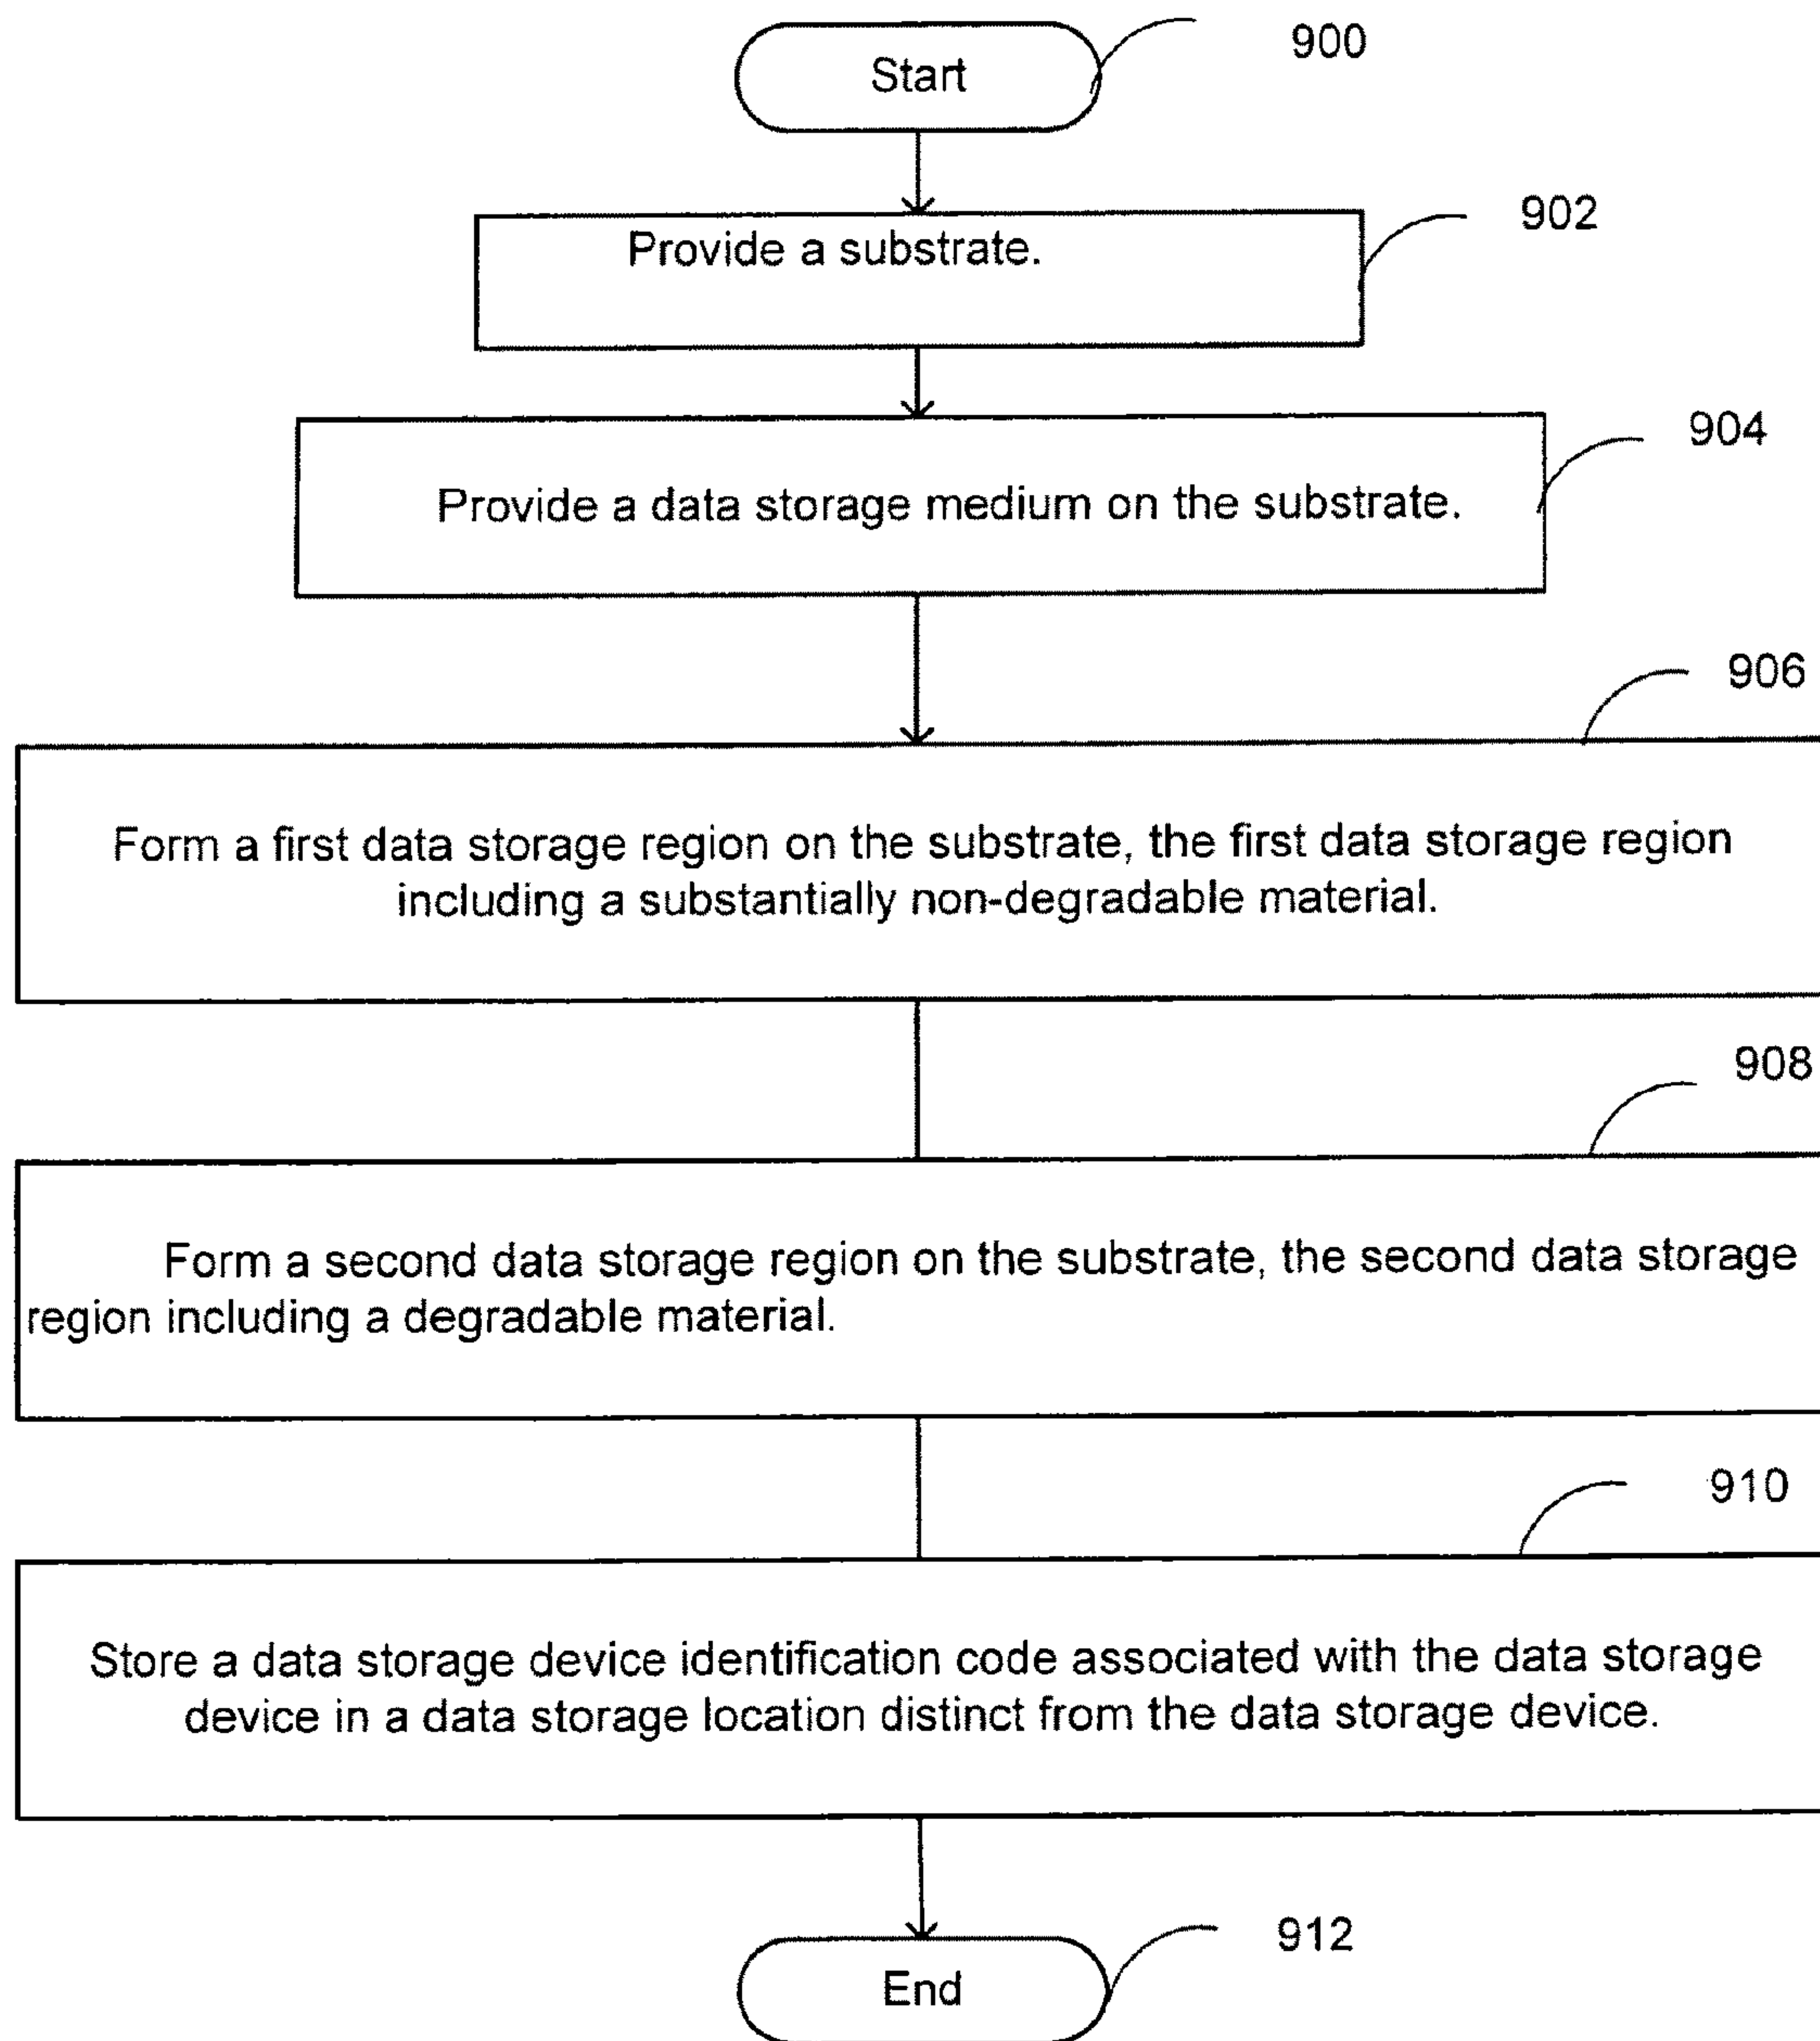 Start
900
Provide a substrate.
902
Provide a data storage medium on the substrate.
904
906
Form a first data storage region on the substrate, the first data storage region
including a substantially non-degradable material.
908
Form a second data storage region on the substrate, the second data storage
region including a degradable material.
910
Store a data storage device identification code associated with the data storage
device in a data storage location distinct from the data storage device.
912
End